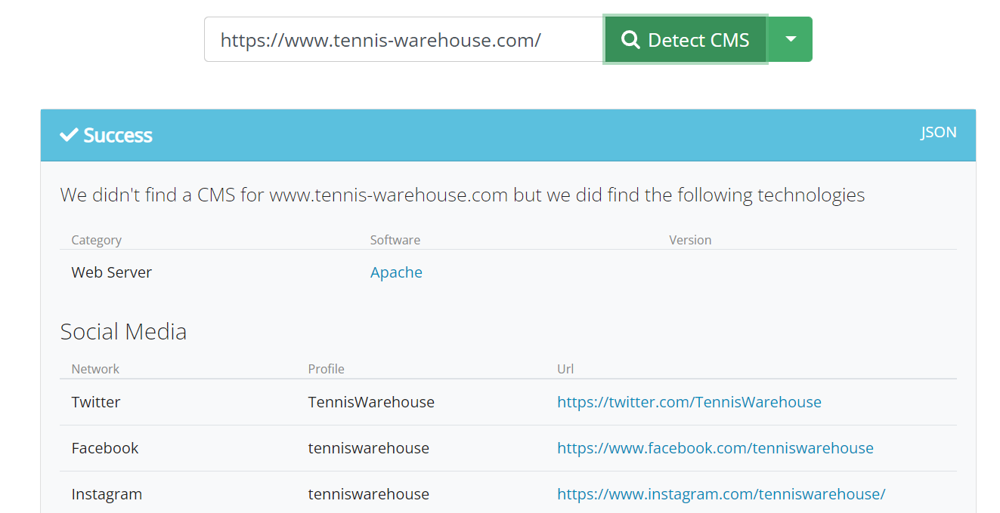 https://www.tennis-warehouse.com/ Detect CMS
Success JSON
We didn't find a CMS for www.tennis-warehouse.com but we did find the following technologies
Category Software Version
Web Server Apache
Social Media
Network Profile Url
Twitter TennisWarehouse https://twitter.com/TennisWarehouse
Facebook tenniswarehouse https://www.facebook.com/tenniswarehouse
Instagram tenniswarehouse https://www.instagram.com/tenniswarehouse/